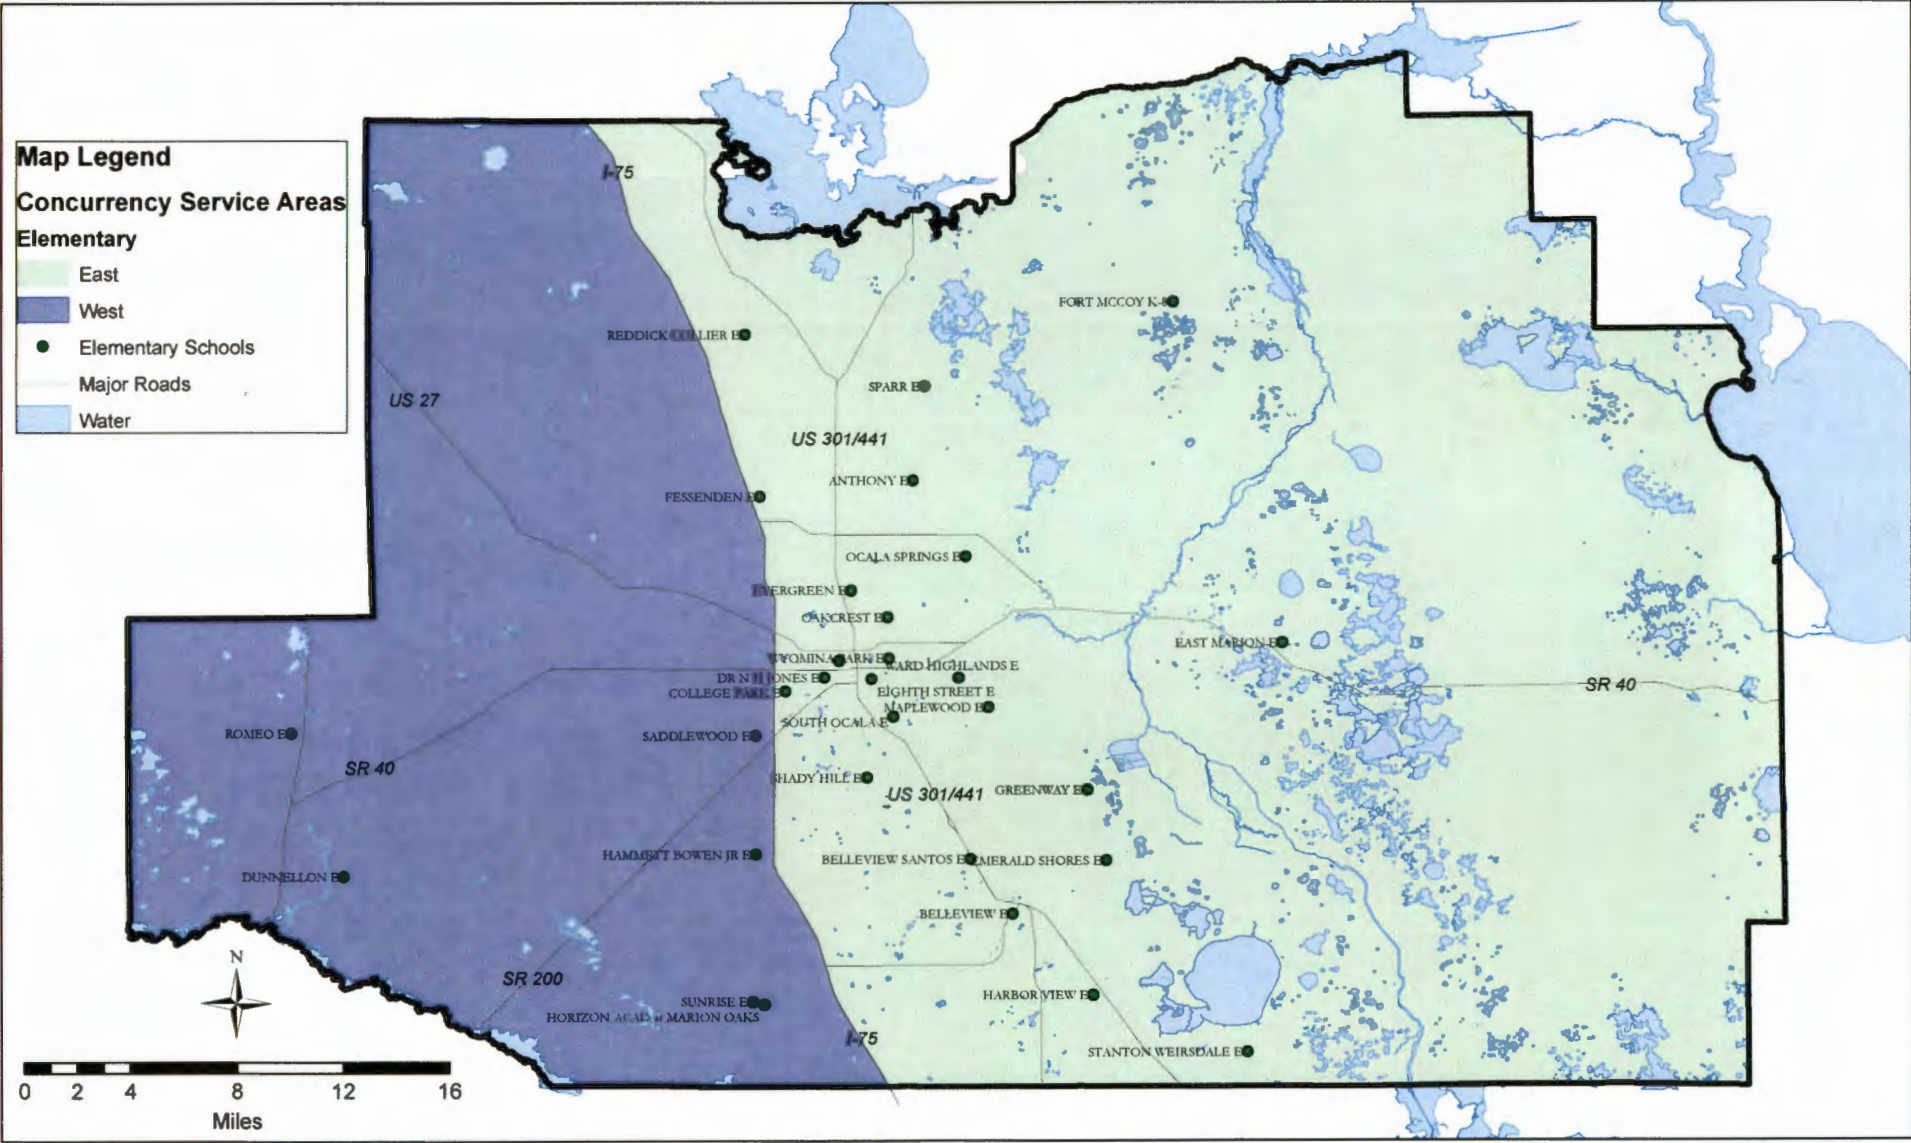 Map Legend
Concurrency Service Areas
Elementary
East
West
Elementary Schools
Major Roads
Water
I-75
FORT MCCOY K-8
REDDICK COLLIER E
SPARR E
US 27
US 301/441
ANTHONY E
FESSENDEN E
OCALA SPRINGS E
EVERGREEN E
OAKCREST E
EAST MARION E
WYOMINA PARK E
WARD HIGHLANDS E
DR N H JONES E
COLLEGE PARK E
EIGHTH STREET E
SR 40
MAPLEWOOD E
SOUTH OCALA E
ROMEO E
SADDLEWOOD E
SR 40
SHADY HILL E
US 301/441
GREENWAY E
HAMMETT BOWEN JR E
BELLEVIEW SANTOS E
EMERALD SHORES E
DUNNELLON E
BELLEVIEW E
N
SR 200
HARBOR VIEW E
SUNRISE E
HORIZON ACAD @ MARION OAKS
I-75
STANTON WEIRSDALE E
0 2 4 8 12 16
Miles